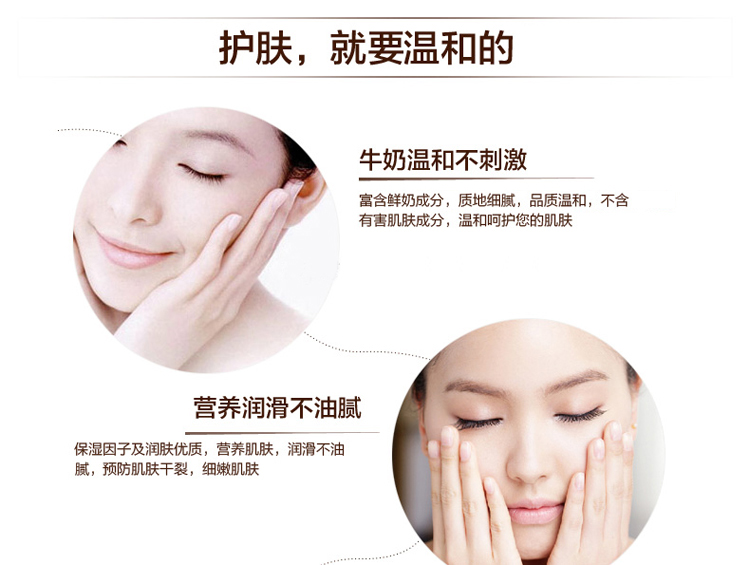 护肤，就要温和的
牛奶温和不刺激
富含鲜奶成分，质地细腻，品质温和，不含
有害肌肤成分，温和呵护您的肌肤
营养润滑不油腻
保湿因子及润肤优质，营养肌肤，润滑不油
腻，预防肌肤干裂，细嫩肌肤